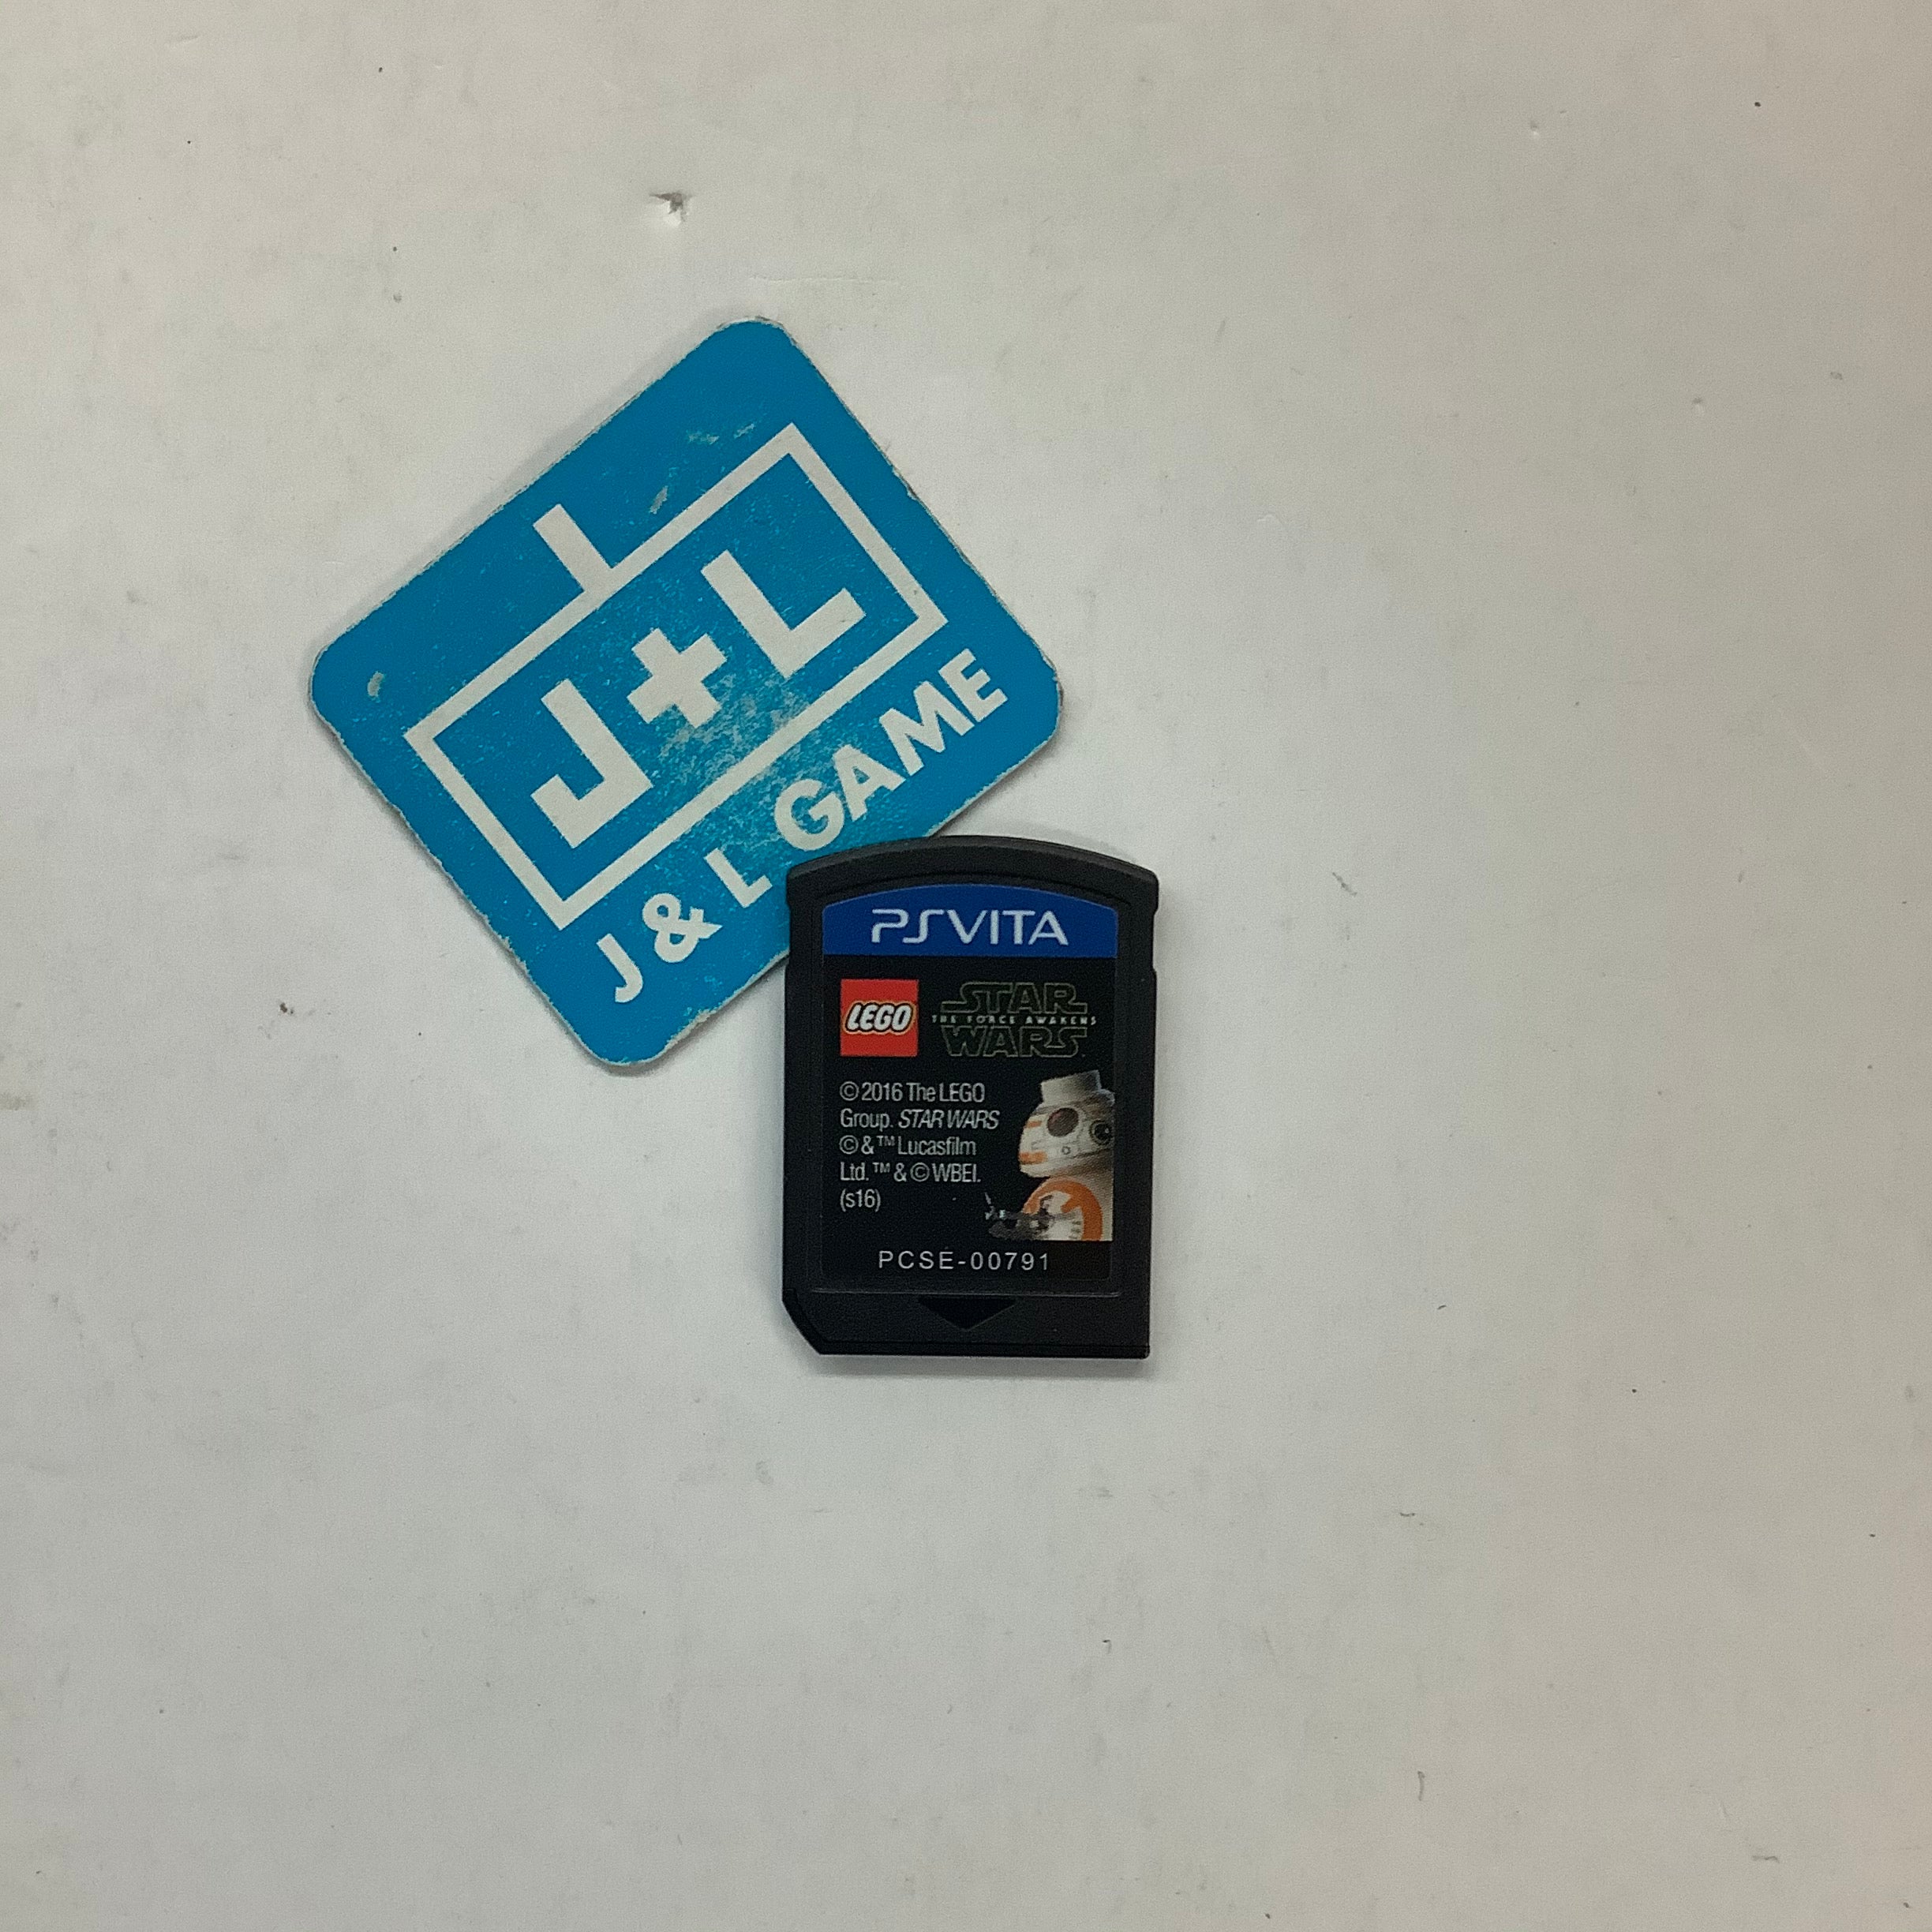 J+L
J & L GAME
PSVITA
LEGO
STAR
THE FORCE AWAKENS
WARS
© 2016 The LEGO
Group. STAR WARS
© & ™ Lucasfilm
Ltd. ™ & © WBEI.
(s16)
PCSE-00791